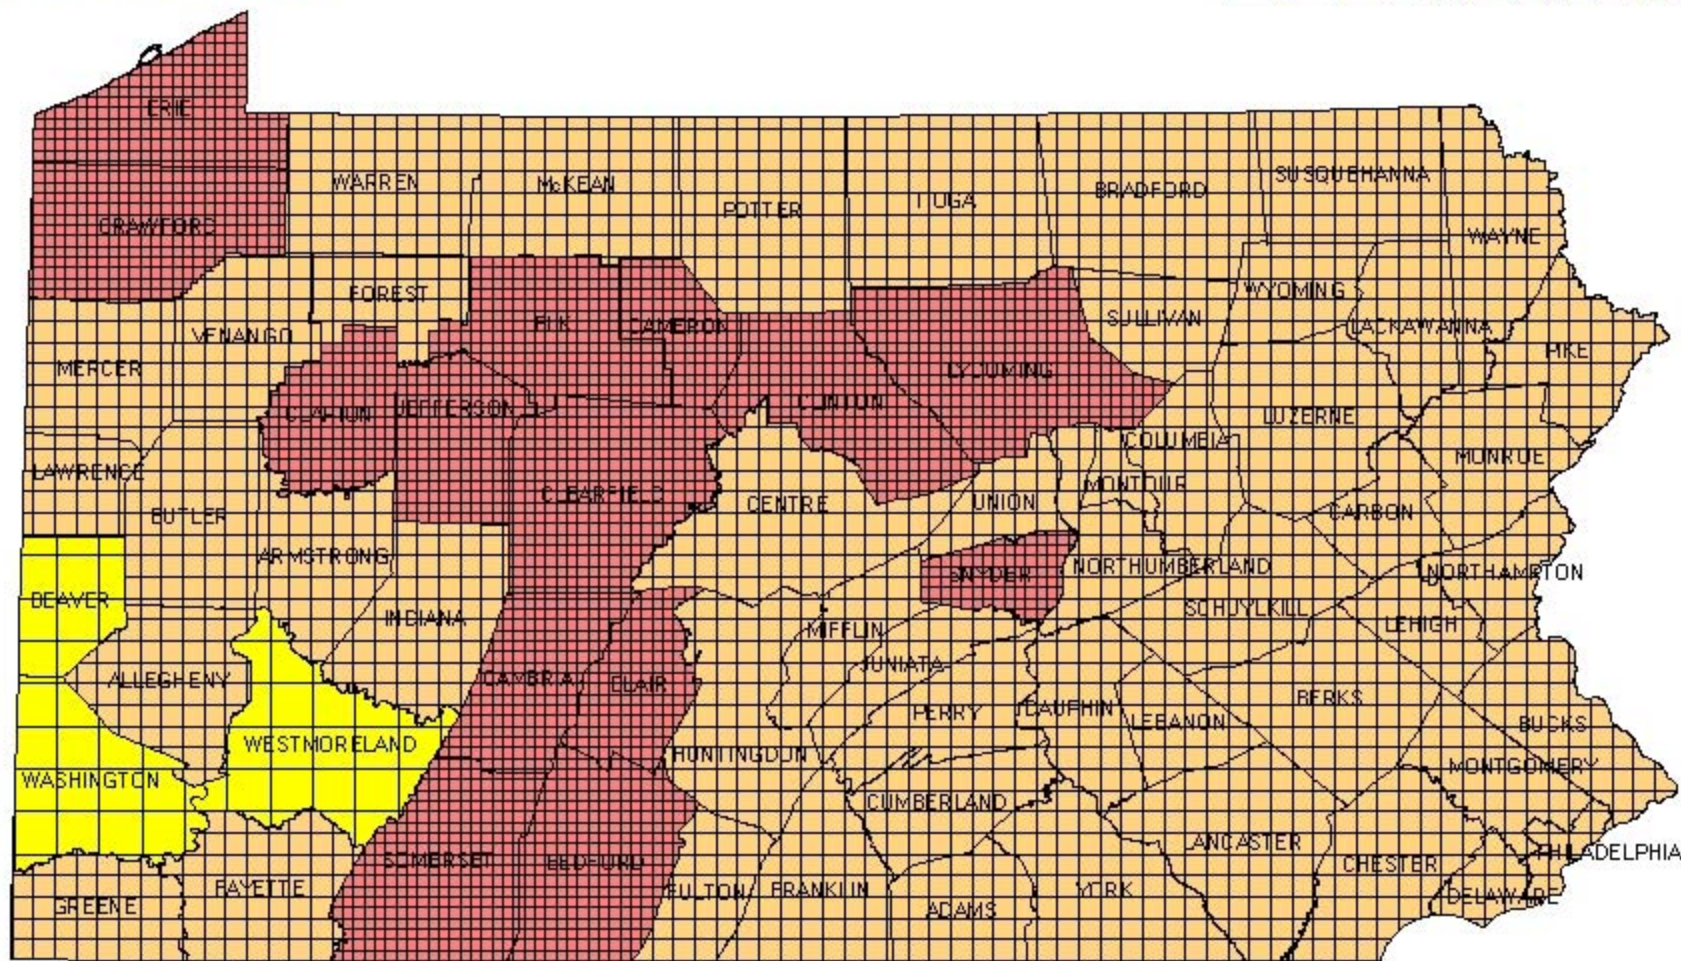 ERIE
CRAWFORD
WARREN
McKEAN
POTTER
TIOGA
BRADFORD
SUSQUEHANNA
WAYNE
FOREST
VENANGO
MERCER
ELK
CAMERON
SULLIVAN
WYOMING
LACKAWANNA
PIKE
CLARION
JEFFERSON
CLINTON
LYCOMING
LUZERNE
COLUMBIA
MONROE
LAWRENCE
BUTLER
CLEARFIELD
CENTRE
UNION
MONTOUR
CARBON
ARMSTRONG
BEAVER
INDIANA
SNYDER
NORTHUMBERLAND
NORTHAMPTON
SCHUYLKILL
LEHIGH
MIFFLIN
JUNIATA
ALLEGHENY
CAMBRIA
BLAIR
PERRY
DAUPHIN
LEBANON
BERKS
BUCKS
WESTMORELAND
HUNTINGDON
MONTGOMERY
WASHINGTON
CUMBERLAND
LANCASTER
CHESTER
PHILADELPHIA
GREENE
FAYETTE
SOMERSET
BEDFORD
FULTON
FRANKLIN
ADAMS
YORK
DELAWARE